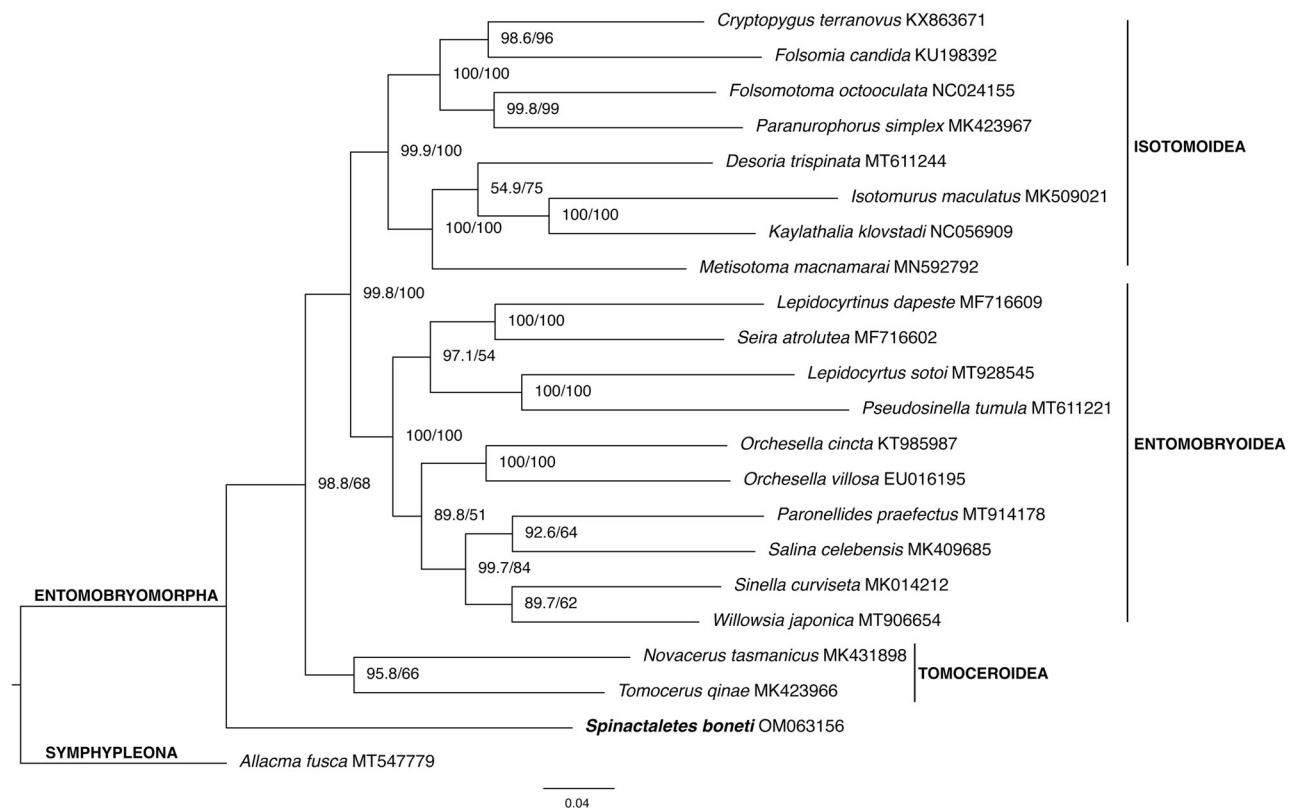 Cryptopygus terranovus KX863671
98.6/96
Folsomia candida KU198392
100/100
Folsomotoma octooculata NC024155
99.8/99
Paranurophorus simplex MK423967
ISOTOMOIDEA
99.9/100
Desoria trispinata MT611244
54.9/75
Isotomurus maculatus MK509021
100/100
100/100
Kaylathalia klovstadi NC056909
Metisotoma macnamarai MN592792
99.8/100
Lepidocyrtinus dapeste MF716609
100/100
Seira atrolutea MF716602
97.1/54
Lepidocyrtus sotoi MT928545
100/100
Pseudosinella tumula MT611221
100/100
Orchesella cincta KT985987
ENTOMOBRYOIDEA
100/100
Orchesella villosa EU016195
98.8/68
89.8/51
Paronellides praefectus MT914178
92.6/64
Salina celebensis MK409685
99.7/84
Sinella curviseta MK014212
ENTOMOBRYOMORPHA
89.7/62
Willowsia japonica MT906654
Novacerus tasmanicus MK431898
95.8/66
TOMOCEROIDEA
Tomocerus qinae MK423966
Spinactaletes boneti OM063156
SYMPHYPLEONA
Allacma fusca MT547779
0.04